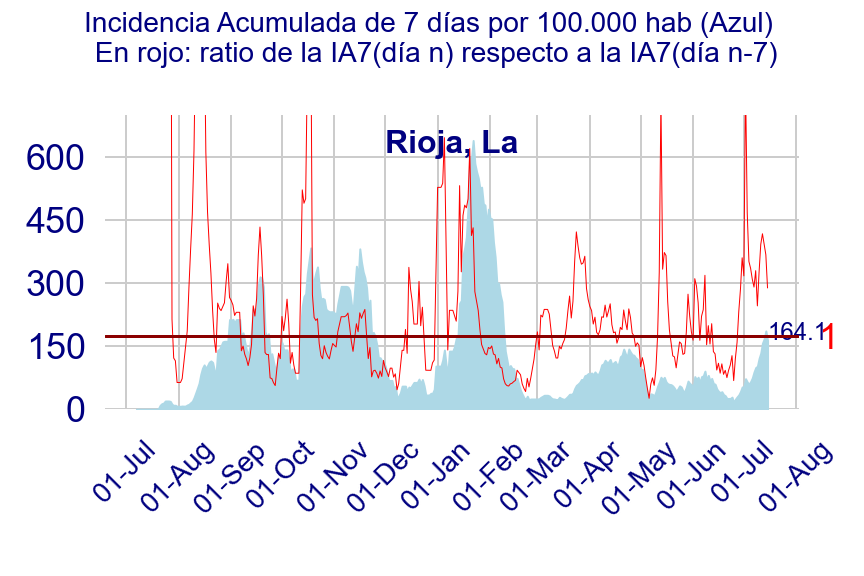 Incidencia Acumulada de 7 días por 100.000 hab (Azul)
En rojo: ratio de la IA7(día n) respecto a la IA7(día n-7)
Rioja, La
600
450
300
150
0
164.1
1
01-Jul
01-Aug
01-Sep
01-Oct
01-Nov
01-Dec
01-Jan
01-Feb
01-Mar
01-Apr
01-May
01-Jun
01-Jul
01-Aug